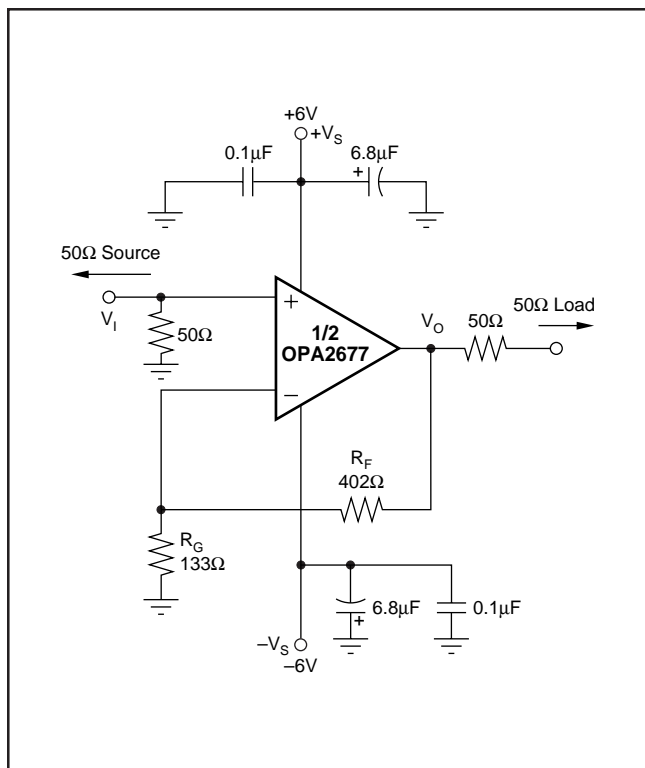 +6V
+V_S
0.1μF
6.8μF
+
50Ω Source
50Ω Load
V_I
50Ω
+
1/2
OPA2677
−
V_O
50Ω
R_F
402Ω
R_G
133Ω
6.8μF
+
0.1μF
–V_S
–6V